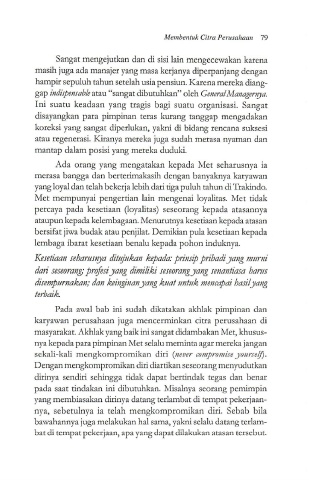 Membentuk Citra Perusahaan 79
Sangat mengejutkan dan di sisi lain mengecewakan karena
masih juga ada manajer yang masa kerjanya diperpanjang dengan
hampir sepuluh tahun setelah usia pensiun. Karena mereka diang-
gap indispensable atau “sangat dibutuhkan” oleh General Managernya.
Ini suatu keadaan yang tragis bagi suatu organisasi. Sangat
disayangkan para pimpinan teras kurang tanggap mengadakan
koreksi yang sangat diperlukan, yakni di bidang rencana suksesi
atau regenerasi. Kiranya mereka juga sudah merasa nyaman dan
mantap dalam posisi yang mereka duduki.
Ada orang yang mengatakan kepada Met seharusnya ia
merasa bangga dan berterimakasih dengan banyaknya karyawan
yang loyal dan telah bekerja lebih dari tiga puluh tahun di Trakindo.
Met mempunyai pengertian lain mengenai loyalitas. Met tidak
percaya pada kesetiaan (loyalitas) seseorang kepada atasannya
ataupun kepada kelembagaan. Menurutnya kesetiaan kepada atasan
bersifat jiwa budak atau penjilat. Demikian pula kesetiaan kepada
lembaga ibarat kesetiaan benalu kepada pohon induknya.
Kesetiaan seharusnya ditujukan kepada: prinsip pribadi yang murni
dari seseorang; profesi yang dimiliki seseorang yang senantiasa harus
disempurnakan; dan keinginan yang kuat untuk mencapai hasil yang
terbaik.
Pada awal bab ini sudah dikatakan akhlak pimpinan dan
karyawan perusahaan juga mencerminkan citra perusahaan di
masyarakat. Akhlak yang baik ini sangat didambakan Met, khusus-
nya kepada para pimpinan Met selalu meminta agar mereka jangan
sekali-kali mengkompromikan diri (never compromise yourself).
Dengan mengkompromikan diri diartikan seseorang menyudutkan
dirinya sendiri sehingga tidak dapat bertindak tegas dan benar
pada saat tindakan ini dibutuhkan. Misalnya seorang pemimpin
yang membiasakan dirinya datang terlambat di tempat pekerjaan-
nya, sebetulnya ia telah mengkompromikan diri. Sebab bila
bawahannya juga melakukan hal sama, yakni selalu datang terlam-
bat di tempat pekerjaan, apa yang dapat dilakukan atasan tersebut.